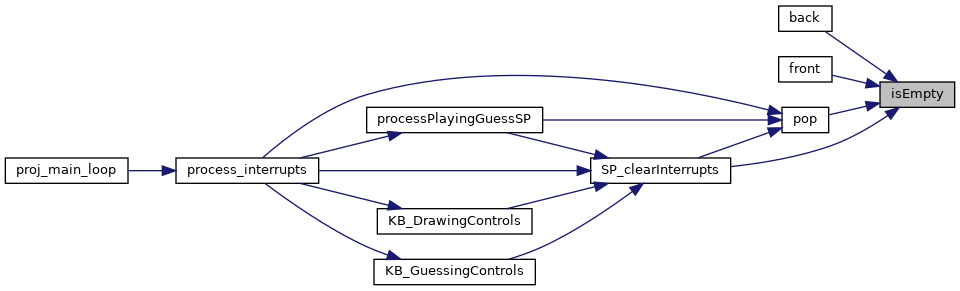 back
front
isEmpty
processPlayingGuessSP
pop
proj_main_loop
process_interrupts
SP_clearInterrupts
KB_DrawingControls
KB_GuessingControls